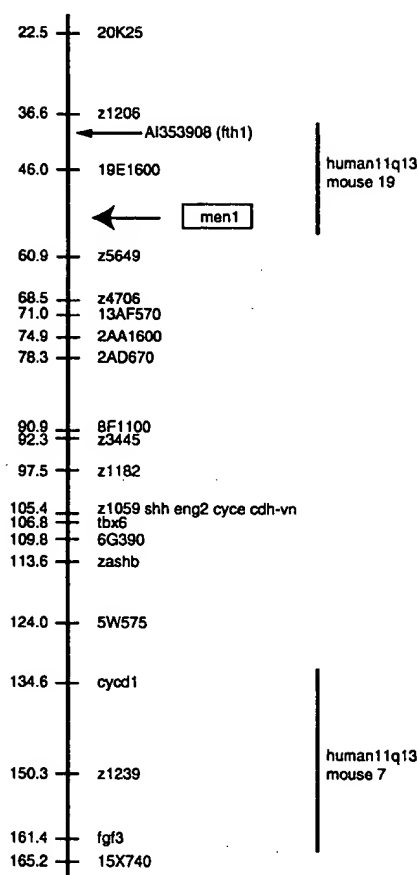 22.5 20K25
36.6 z1206
AI353908 (fth1)
46.0 19E1600
human11q13
mouse 19
men1
60.9 z5649
68.5 z4706
71.0 13AF570
74.9 2AA1600
78.3 2AD670
90.9 8F1100
92.3 z3445
97.5 z1182
105.4 z1059 shh eng2 cyce cdh-vn
106.8 tbx6
109.8 6G390
113.6 zashb
124.0 5W575
134.6 cycd1
human11q13
mouse 7
150.3 z1239
161.4 fgf3
165.2 15X740